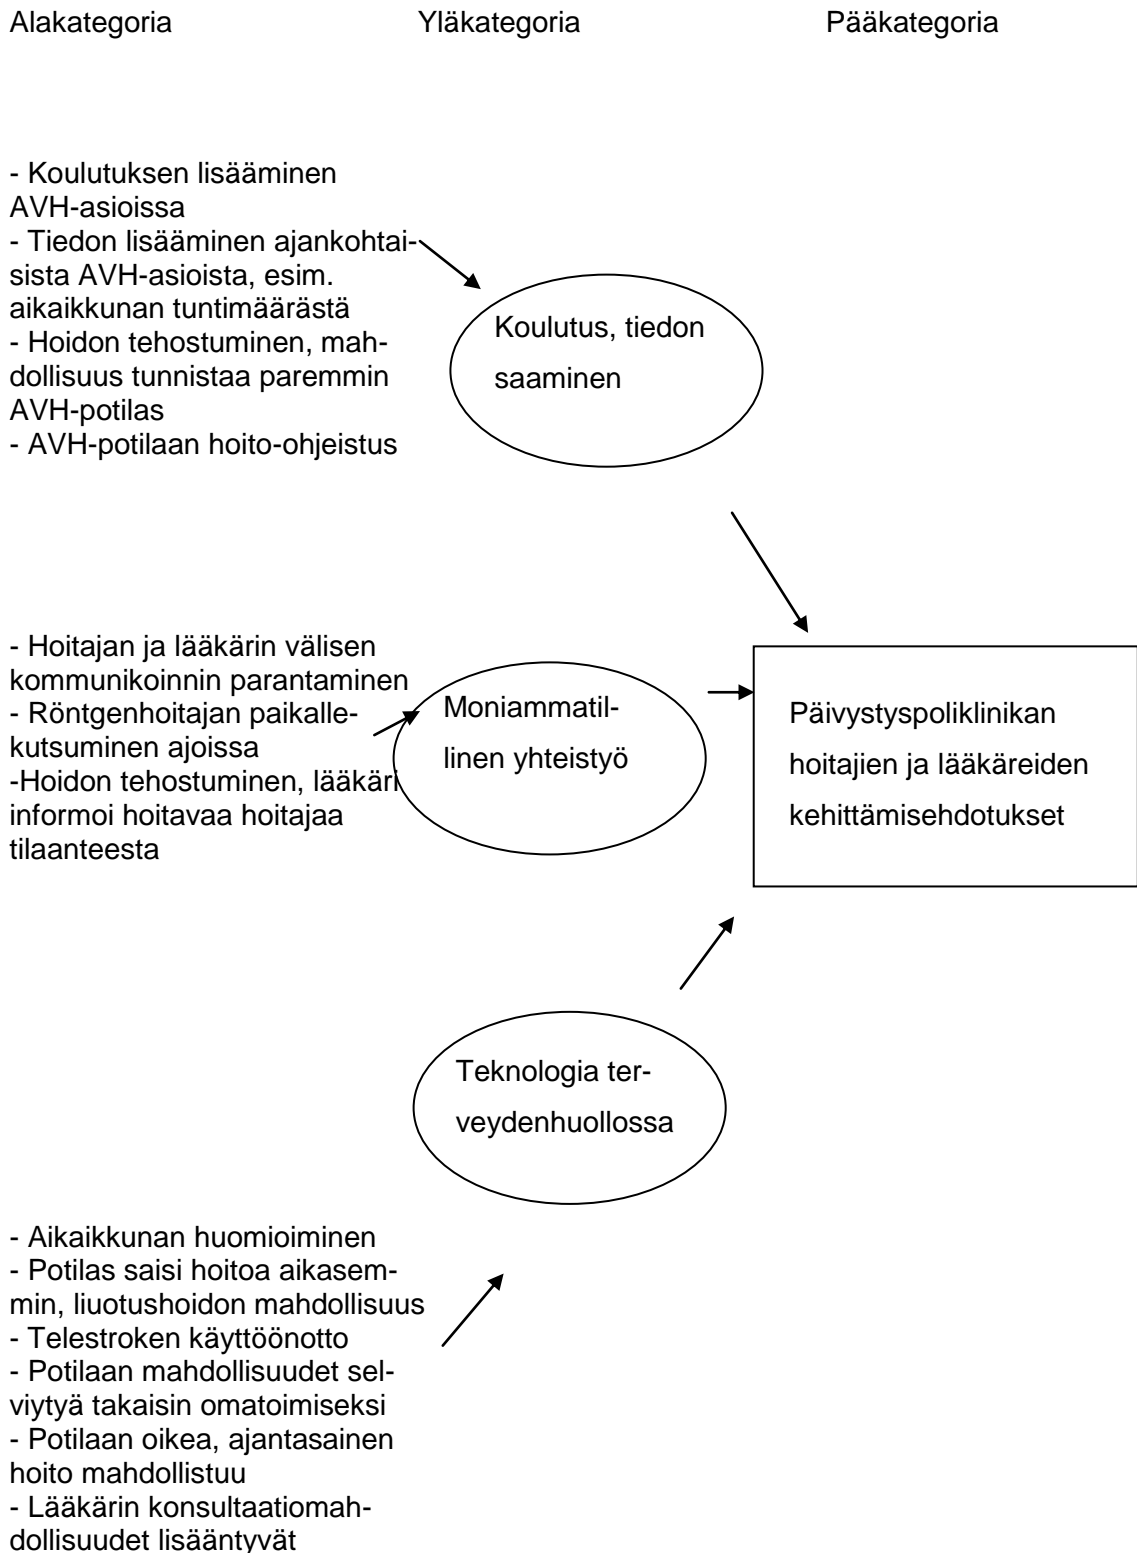 Alakategoria Yläkategoria Pääkategoria
- Koulutuksen lisääminen
AVH-asioissa
- Tiedon lisääminen ajankohtai-
sista AVH-asioista, esim.
aikaikkunan tuntimäärästä
- Hoidon tehostuminen, mah-
dollisuus tunnistaa paremmin
AVH-potilas
- AVH-potilaan hoito-ohjeistus
Koulutus, tiedon
saaminen
- Hoitajan ja lääkärin välisen
kommunikoinnin parantaminen
- Röntgenhoitajan paikalle-
kutsuminen ajoissa
-Hoidon tehostuminen, lääkäri
informoi hoitavaa hoitajaa
tilaanteesta
Moniammatil-
linen yhteistyö
Päivystyspoliklinikan
hoitajien ja lääkäreiden
kehittämisehdotukset
Teknologia ter-
veydenhuollossa
- Aikaikkunan huomioiminen
- Potilas saisi hoitoa aikasem-
min, liuotushoidon mahdollisuus
- Telestroken käyttöönotto
- Potilaan mahdollisuudet sel-
viytyä takaisin omatoimiseksi
- Potilaan oikea, ajantasainen
hoito mahdollistuu
- Lääkärin konsultaatiomah-
dollisuudet lisääntyvät